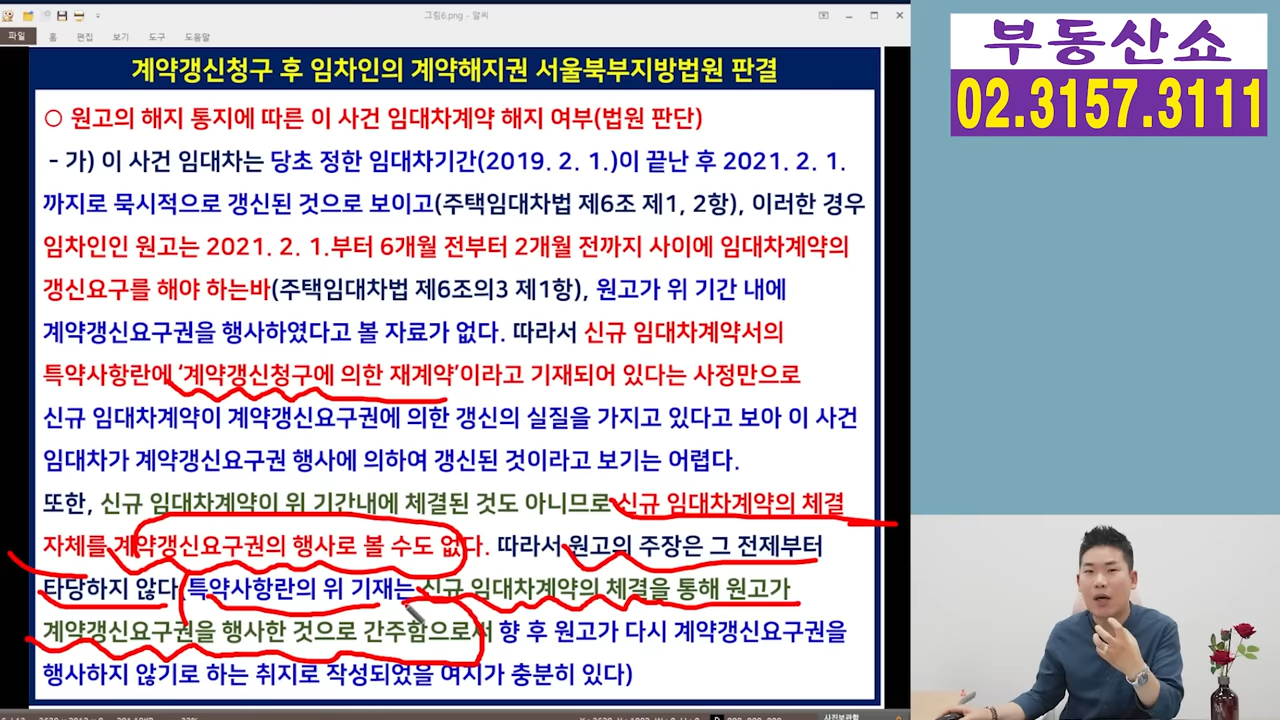 그림6.png - 알씨
파일 홈 편집 보기 도구 도움말
계약갱신청구 후 임차인의 계약해지권 서울북부지방법원 판결
○ 원고의 해지 통지에 따른 이 사건 임대차계약 해지 여부(법원 판단)
- 가) 이 사건 임대차는 당초 정한 임대차기간(2019. 2. 1.)이 끝난 후 2021. 2. 1.
까지로 묵시적으로 갱신된 것으로 보이고(주택임대차법 제6조 제1, 2항), 이러한 경우
임차인인 원고는 2021. 2. 1.부터 6개월 전부터 2개월 전까지 사이에 임대차계약의
갱신요구를 해야 하는바(주택임대차법 제6조의3 제1항), 원고가 위 기간 내에
계약갱신요구권을 행사하였다고 볼 자료가 없다. 따라서 신규 임대차계약서의
특약사항란에 ‘계약갱신청구에 의한 재계약’이라고 기재되어 있다는 사정만으로
신규 임대차계약이 계약갱신요구권에 의한 갱신의 실질을 가지고 있다고 보아 이 사건
임대차가 계약갱신요구권 행사에 의하여 갱신된 것이라고 보기는 어렵다.
또한, 신규 임대차계약이 위 기간내에 체결된 것도 아니므로 신규 임대차계약의 체결
자체를 계약갱신요구권의 행사로 볼 수도 없다. 따라서 원고의 주장은 그 전제부터
타당하지 않다 특약사항란의 위 기재는 신규 임대차계약의 체결을 통해 원고가
계약갱신요구권을 행사한 것으로 간주함으로써 향 후 원고가 다시 계약갱신요구권을
행사하지 않기로 하는 취지로 작성되었을 여지가 충분히 있다)
부동산쇼
02.3157.3111